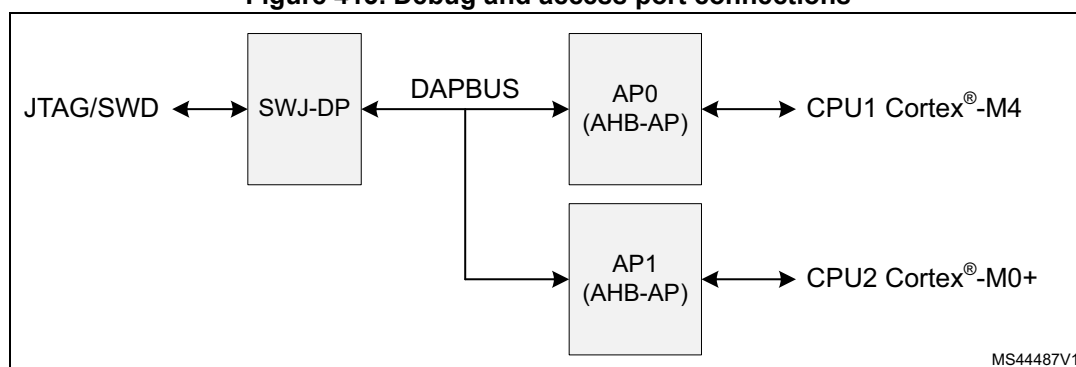 Figure Debug and access port connections
JTAG/SWD
SWJ-DP
DAPBUS
AP0
(AHB-AP)
CPU1 Cortex®-M4
AP1
(AHB-AP)
CPU2 Cortex®-M0+
MS44487V1